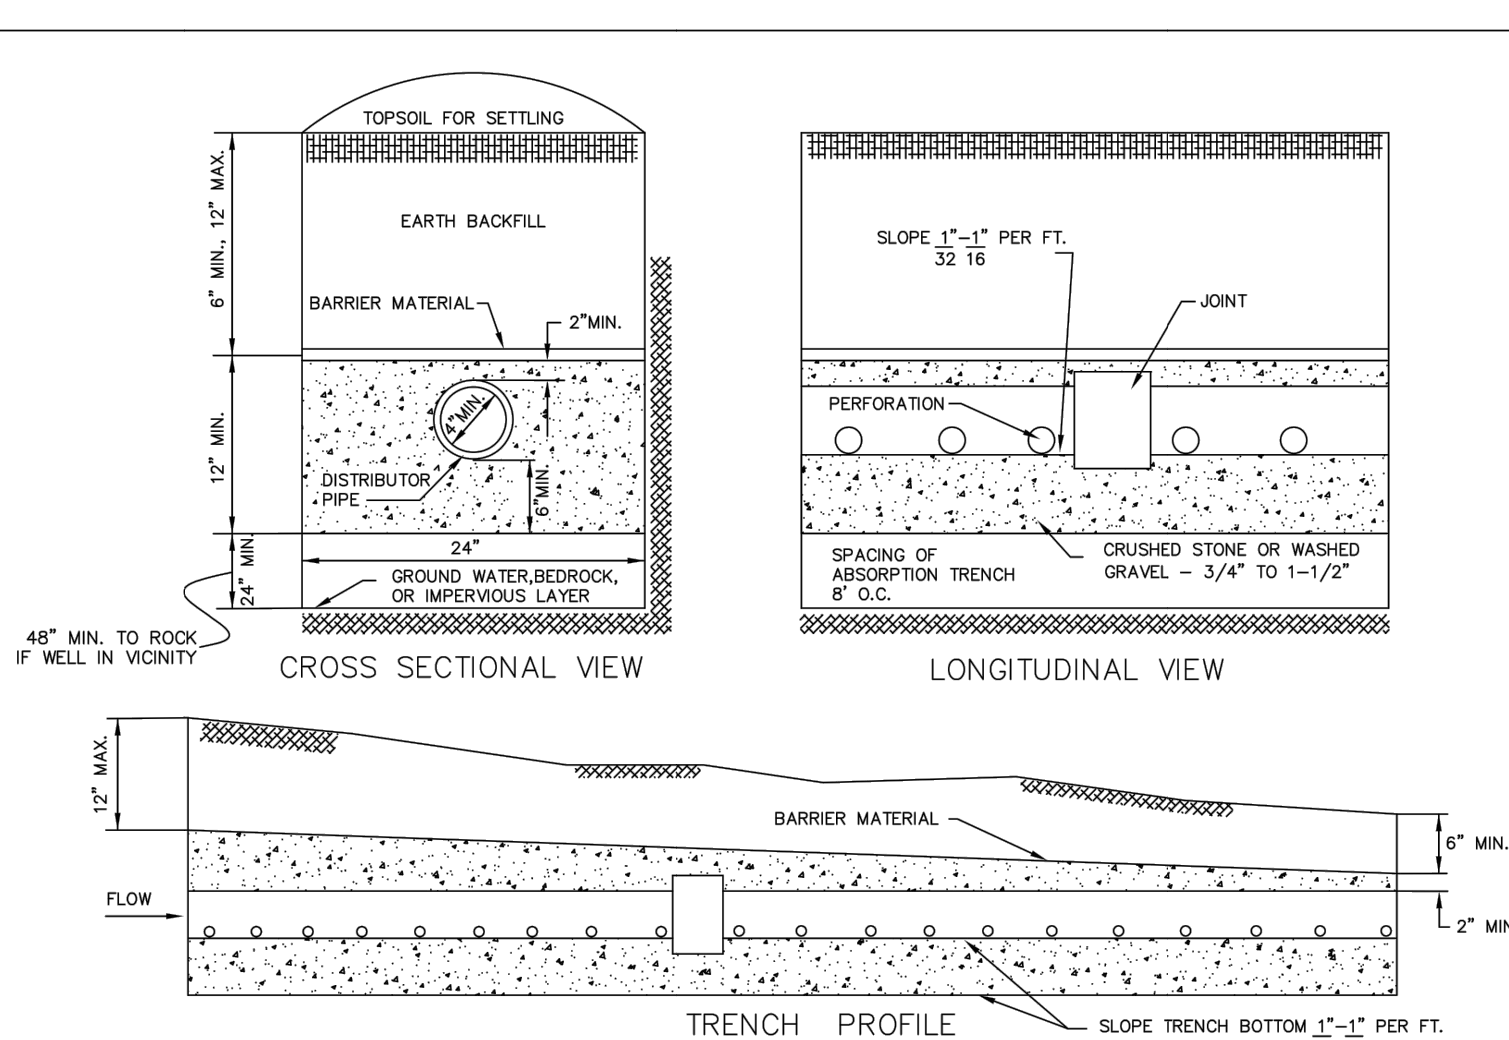 TOPSOIL FOR SETTLING
6" MIN., 12" MAX.
EARTH BACKFILL
BARRIER MATERIAL
2"MIN.
12" MIN.
4"MIN.
DISTRIBUTOR
PIPE
6"MIN.
24" MIN.
24"
GROUND WATER,BEDROCK,
OR IMPERVIOUS LAYER
48" MIN. TO ROCK
IF WELL IN VICINITY
CROSS SECTIONAL VIEW
SLOPE 1"-1" PER FT.
32 16
JOINT
PERFORATION
SPACING OF
ABSORPTION TRENCH
8' O.C.
CRUSHED STONE OR WASHED
GRAVEL - 3/4" TO 1-1/2"
LONGITUDINAL VIEW
12" MAX.
BARRIER MATERIAL
6" MIN.
FLOW
2" MIN
TRENCH PROFILE
SLOPE TRENCH BOTTOM 1"-1" PER FT.